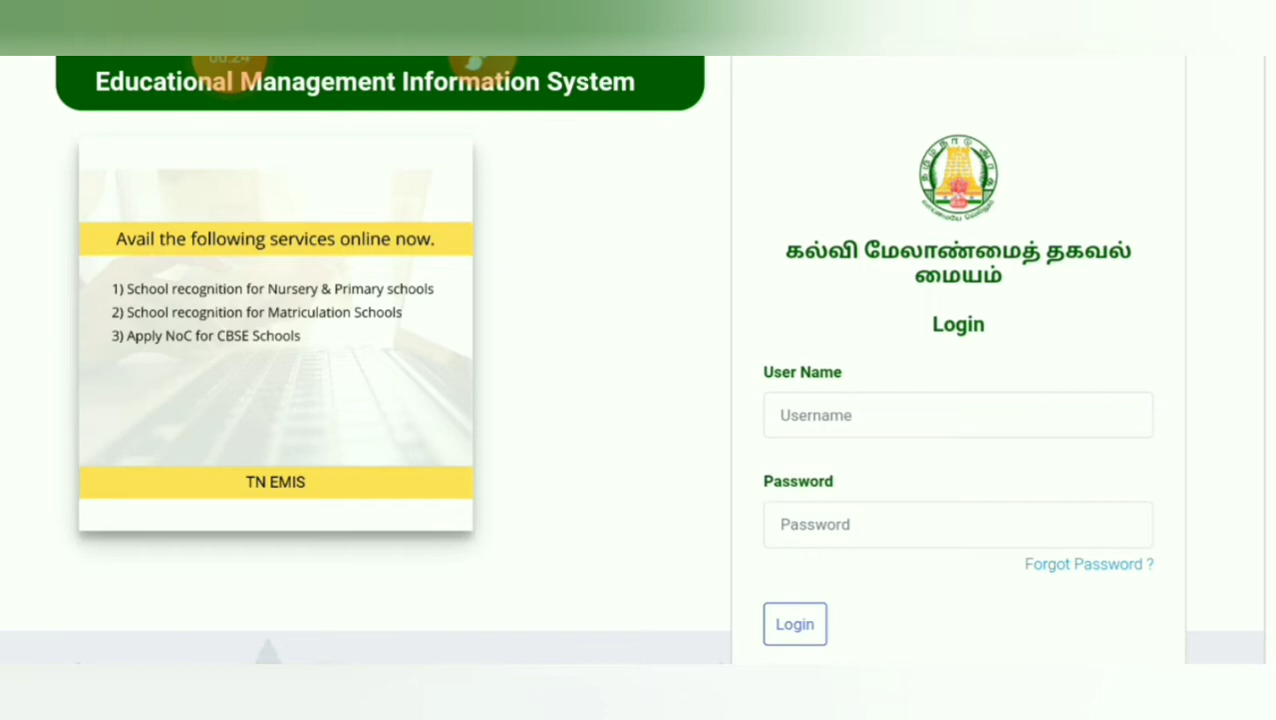 00:24
Educational Management Information System
Avail the following services online now.
1) School recognition for Nursery & Primary schools
2) School recognition for Matriculation Schools
3) Apply NoC for CBSE Schools
TN EMIS
கல்வி மேலாண்மைத் தகவல்
மையம்
Login
User Name
Username
Password
Password
Forgot Password ?
Login